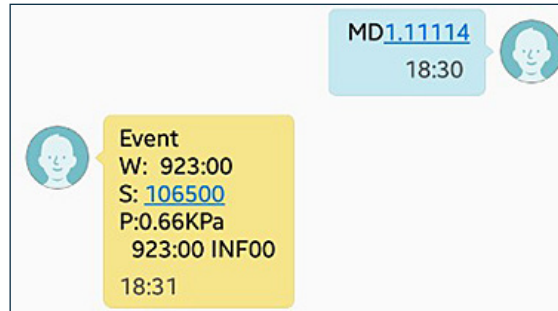 MD1.11114
18:30
Event
W: 923:00
S: 106500
P:0.66KPa
923:00 INF00
18:31